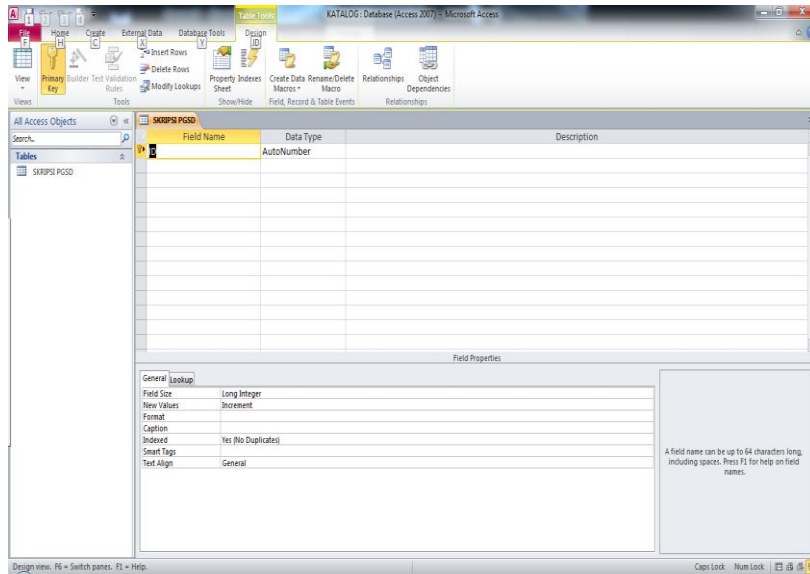 Table Tools
KATALOG : Database (Access 2007) - Microsoft Access
1 2 3 4
File Home Create External Data Database Tools Design
F H C X Y JD
View
Primary Key
Builder
Test Validation Rules
Insert Rows
Delete Rows
Modify Lookups
Property Sheet
Indexes
Create Data Macros
Rename/Delete Macro
Relationships
Object Dependencies
Views Tools Show/Hide Field, Record & Table Events Relationships
All Access Objects
Search..
Tables
SKRIPSI PGSD
SKRIPSI PGSD
Field Name Data Type Description
ID AutoNumber
Field Properties
General Lookup
Field Size Long Integer
New Values Increment
Format
Caption
Indexed Yes (No Duplicates)
Smart Tags
Text Align General
A field name can be up to 64 characters long,
including spaces. Press F1 for help on field
names.
Design view. F6 = Switch panes. F1 = Help.
Caps Lock Num Lock